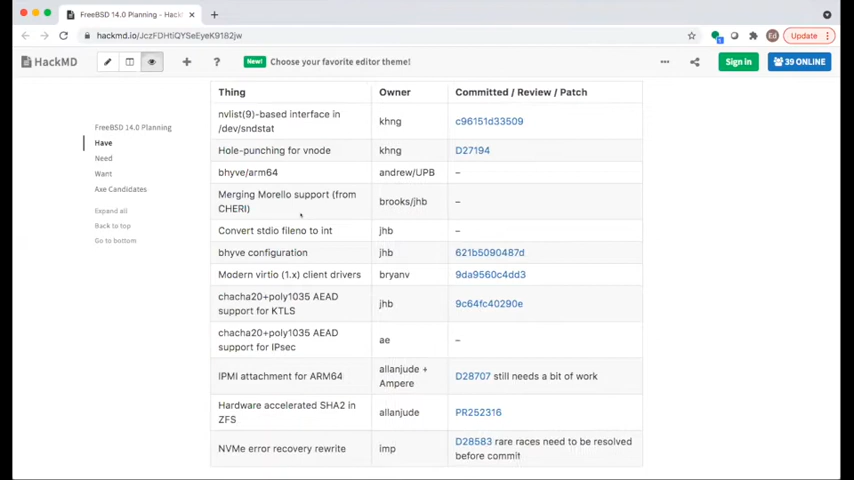 FreeBSD 14.0 Planning - HackMD
hackmd.io/JczFDHtiQYSeEyeK9182jw
Ed
Update
HackMD
New! Choose your favorite editor theme!
Sign in
39 ONLINE
FreeBSD 14.0 Planning
Have
Need
Want
Axe Candidates
Expand all
Back to top
Go to bottom
Thing Owner Committed / Review / Patch
nvlist(9)-based interface in
/dev/sndstat khng c96151d33509
Hole-punching for vnode khng D27194
bhyve/arm64 andrew/UPB –
Merging Morello support (from
CHERI) brooks/jhb –
Convert stdio fileno to int jhb –
bhyve configuration jhb 621b5090487d
Modern virtio (1.x) client drivers bryanv 9da9560c4dd3
chacha20+poly1035 AEAD
support for KTLS jhb 9c64fc40290e
chacha20+poly1035 AEAD
support for IPsec ae –
IPMI attachment for ARM64 allanjude +
Ampere D28707 still needs a bit of work
Hardware accelerated SHA2 in
ZFS allanjude PR252316
NVMe error recovery rewrite imp D28583 rare races need to be resolved
before commit